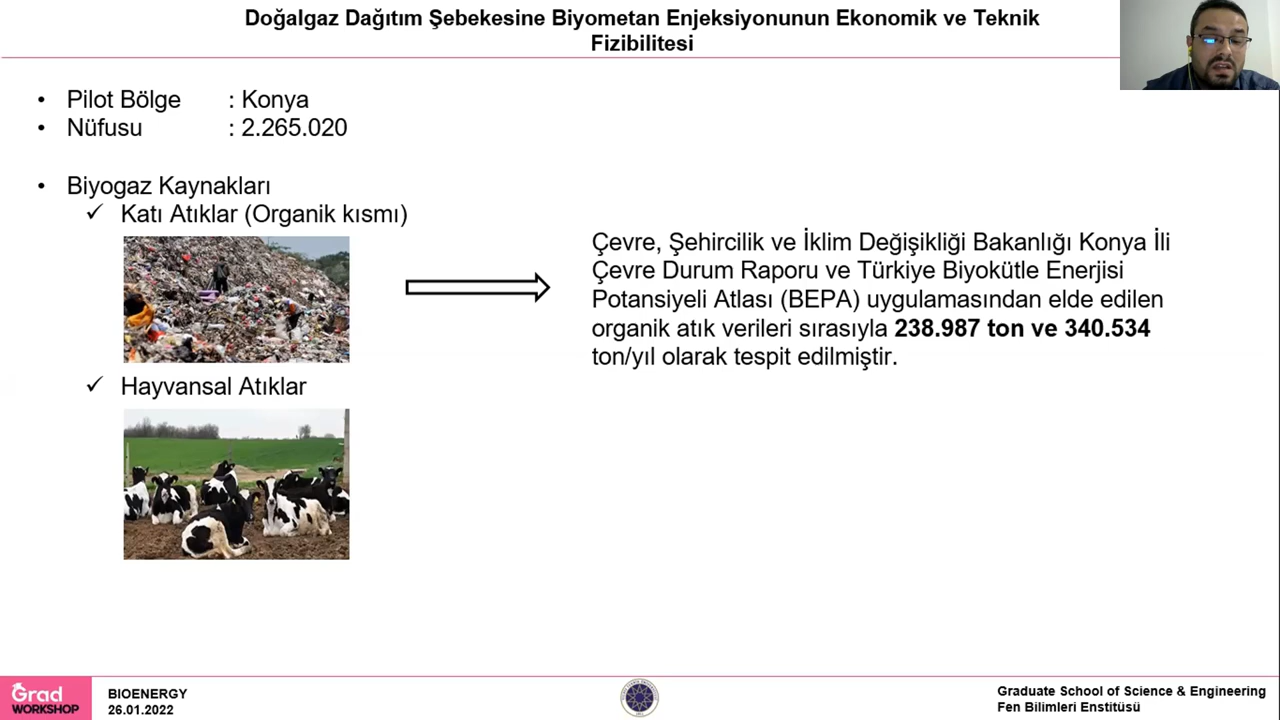 Doğalgaz Dağıtım Şebekesine Biyometan Enjeksiyonunun Ekonomik ve Teknik
Fizibilitesi
• Pilot Bölge : Konya
• Nüfusu : 2.265.020
• Biyogaz Kaynakları
✓ Katı Atıklar (Organik kısmı)
Çevre, Şehircilik ve İklim Değişikliği Bakanlığı Konya İli
Çevre Durum Raporu ve Türkiye Biyokütle Enerjisi
Potansiyeli Atlası (BEPA) uygulamasından elde edilen
organik atık verileri sırasıyla 238.987 ton ve 340.534
ton/yıl olarak tespit edilmiştir.
✓ Hayvansal Atıklar
Grad
WORKSHOP
BIOENERGY
26.01.2022
Graduate School of Science & Engineering
Fen Bilimleri Enstitüsü